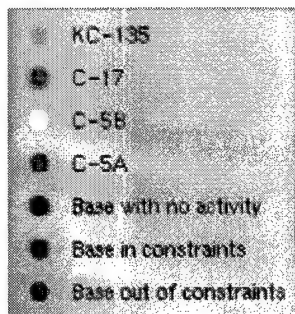 KC-135
C-17
C-5B
C-5A
Base with no activity
Base in constraints
Base out of constraints